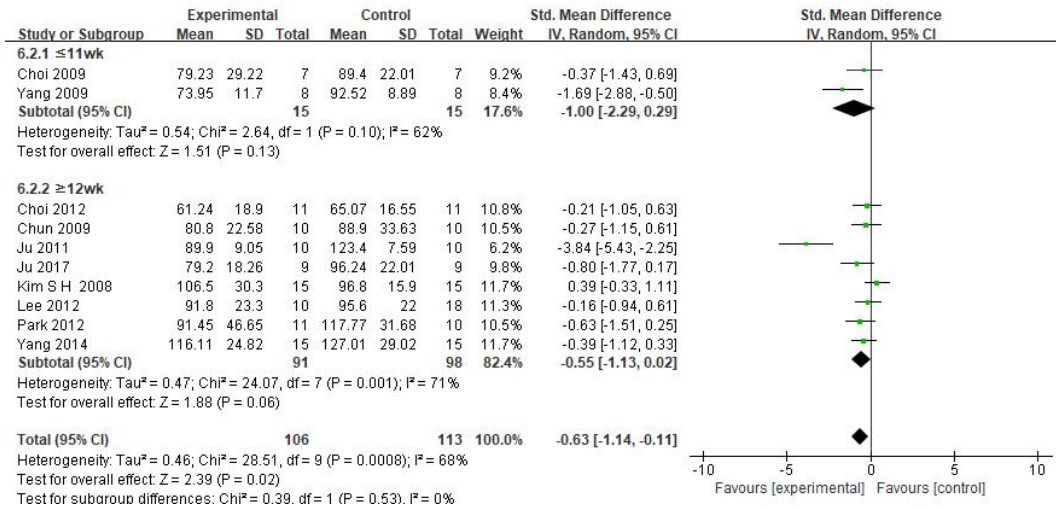 Experimental Control Std. Mean Difference Std. Mean Difference
Study or Subgroup Mean SD Total Mean SD Total Weight IV, Random, 95% CI IV, Random, 95% CI
6.2.1 ≤11wk
Choi 2009 79.23 29.22 7 89.4 22.01 7 9.2% -0.37 [-1.43, 0.69]
Yang 2009 73.95 11.7 8 92.52 8.89 8 8.4% -1.69 [-2.88, -0.50]
Subtotal (95% CI) 15 15 17.6% -1.00 [-2.29, 0.29]
Heterogeneity: Tau² = 0.54; Chi² = 2.64, df = 1 (P = 0.10); I² = 62%
Test for overall effect: Z = 1.51 (P = 0.13)
6.2.2 ≥12wk
Choi 2012 61.24 18.9 11 65.07 16.55 11 10.8% -0.21 [-1.05, 0.63]
Chun 2009 80.8 22.58 10 88.9 33.63 10 10.5% -0.27 [-1.15, 0.61]
Ju 2011 89.9 9.05 10 123.4 7.59 10 6.2% -3.84 [-5.43, -2.25]
Ju 2017 79.2 18.26 9 96.24 22.01 9 9.8% -0.80 [-1.77, 0.17]
Kim S H 2008 106.5 30.3 15 96.8 15.9 15 11.7% 0.39 [-0.33, 1.11]
Lee 2012 91.8 23.3 10 95.6 22 18 11.3% -0.16 [-0.94, 0.61]
Park 2012 91.45 46.65 11 117.77 31.68 10 10.5% -0.63 [-1.51, 0.25]
Yang 2014 116.11 24.82 15 127.01 29.02 15 11.7% -0.39 [-1.12, 0.33]
Subtotal (95% CI) 91 98 82.4% -0.55 [-1.13, 0.02]
Heterogeneity: Tau² = 0.47; Chi² = 24.07, df = 7 (P = 0.001); I² = 71%
Test for overall effect: Z = 1.88 (P = 0.06)
Total (95% CI) 106 113 100.0% -0.63 [-1.14, -0.11]
Heterogeneity: Tau² = 0.46; Chi² = 28.51, df = 9 (P = 0.0008); I² = 68%
Test for overall effect: Z = 2.39 (P = 0.02)
Test for subgroup differences: Chi² = 0.39, df = 1 (P = 0.53), I² = 0%
-10 -5 0 5 10
Favours [experimental] Favours [control]